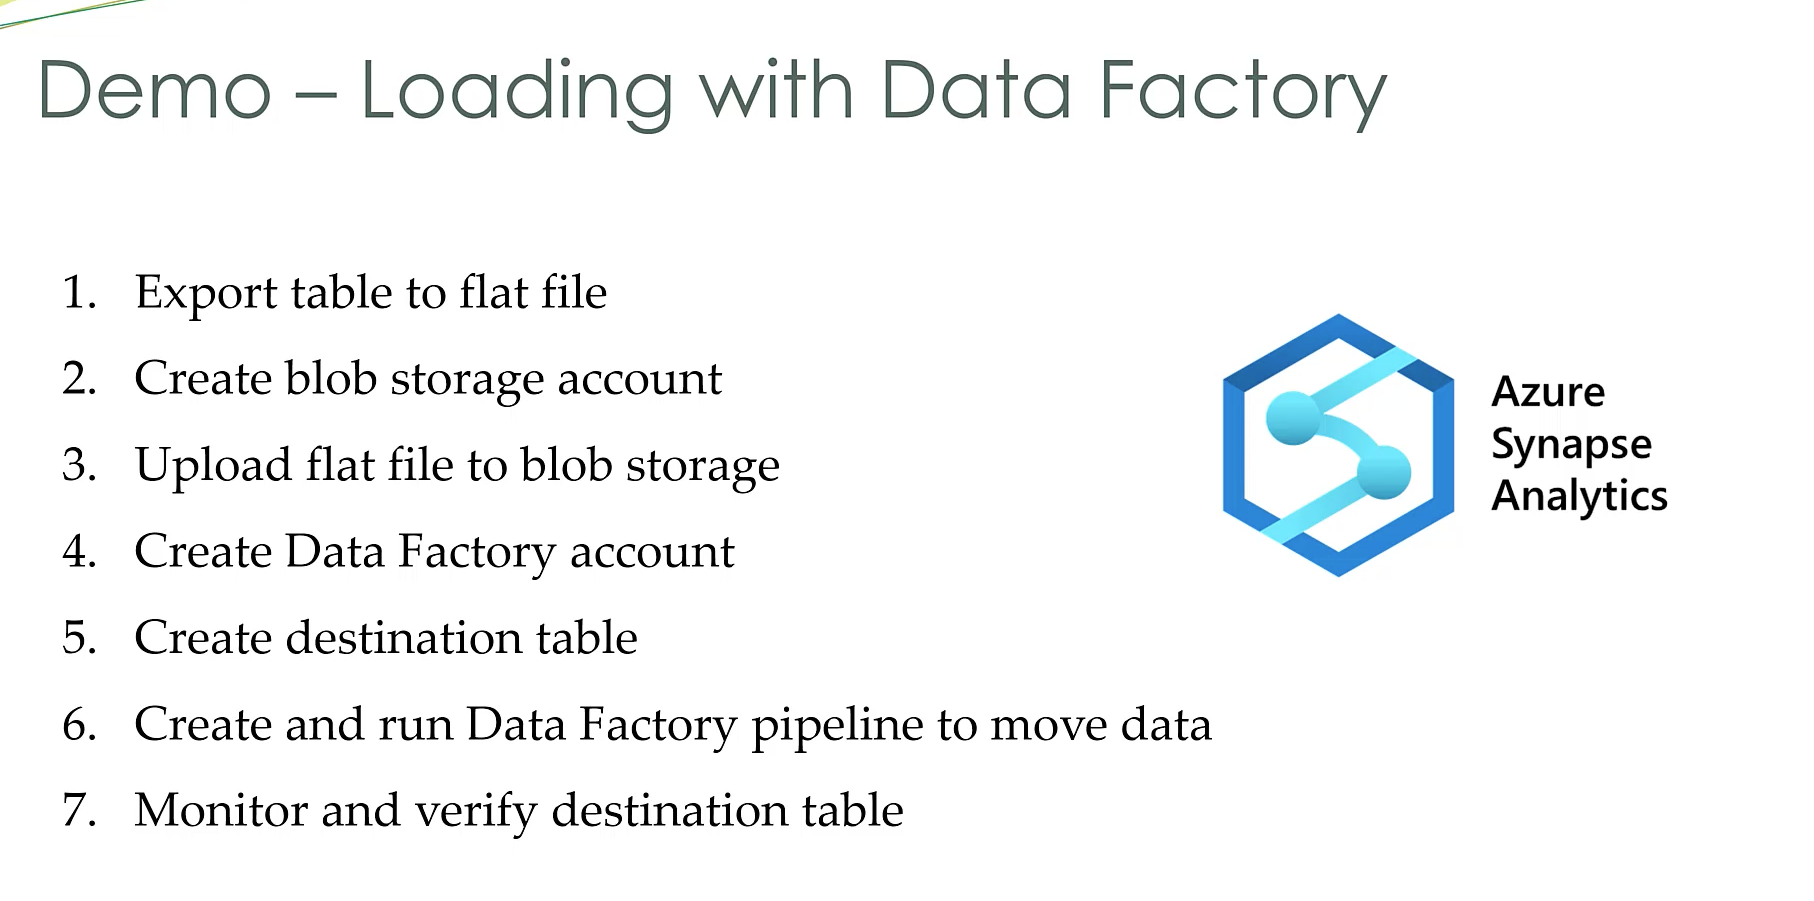 Demo – Loading with Data Factory
1. Export table to flat file
2. Create blob storage account
3. Upload flat file to blob storage
4. Create Data Factory account
5. Create destination table
6. Create and run Data Factory pipeline to move data
7. Monitor and verify destination table
Azure
Synapse
Analytics